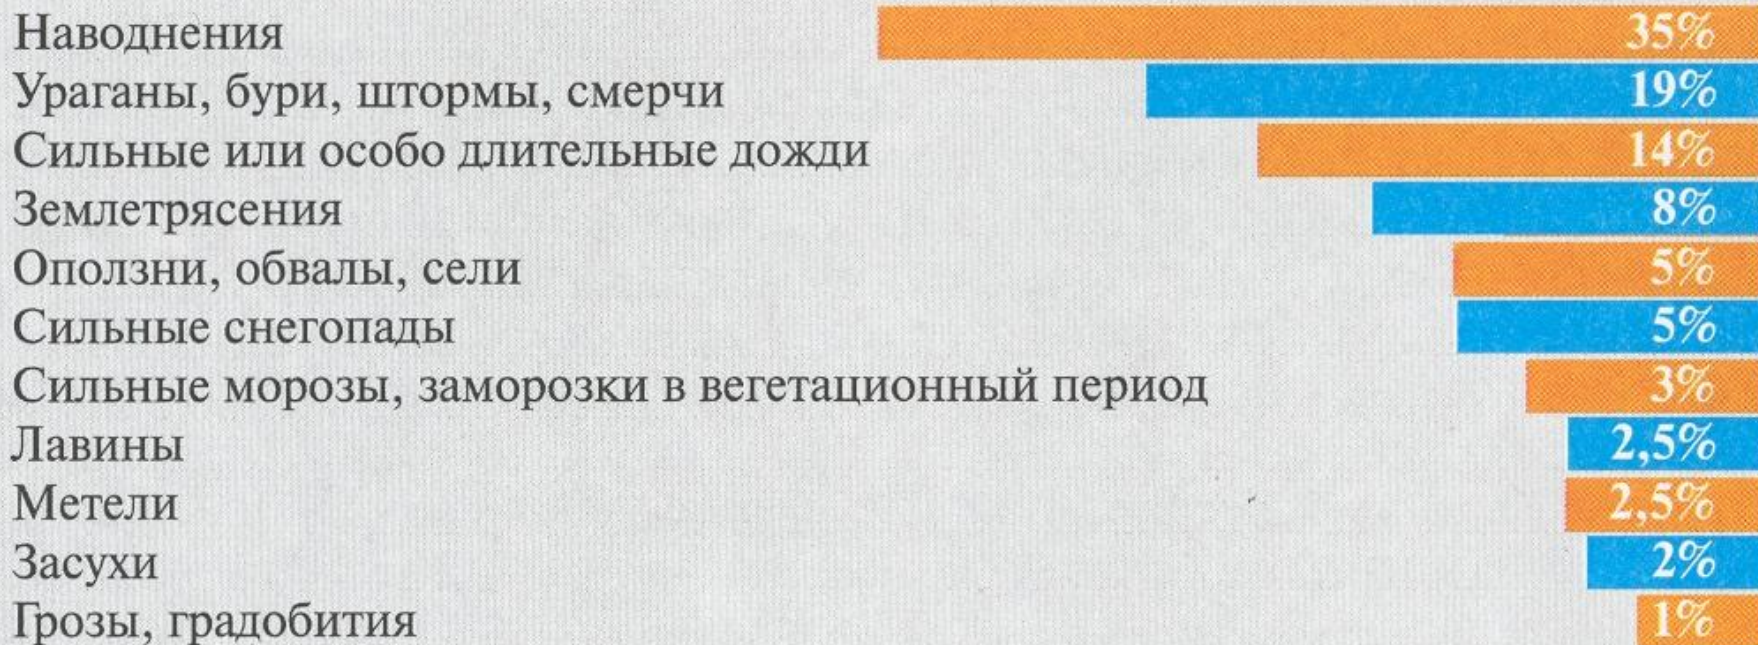 Наводнения 35%
Ураганы, бури, штормы, смерчи 19%
Сильные или особо длительные дожди 14%
Землетрясения 8%
Оползни, обвалы, сели 5%
Сильные снегопады 5%
Сильные морозы, заморозки в вегетационный период 3%
Лавины 2,5%
Метели 2,5%
Засухи 2%
Грозы, градобития 1%